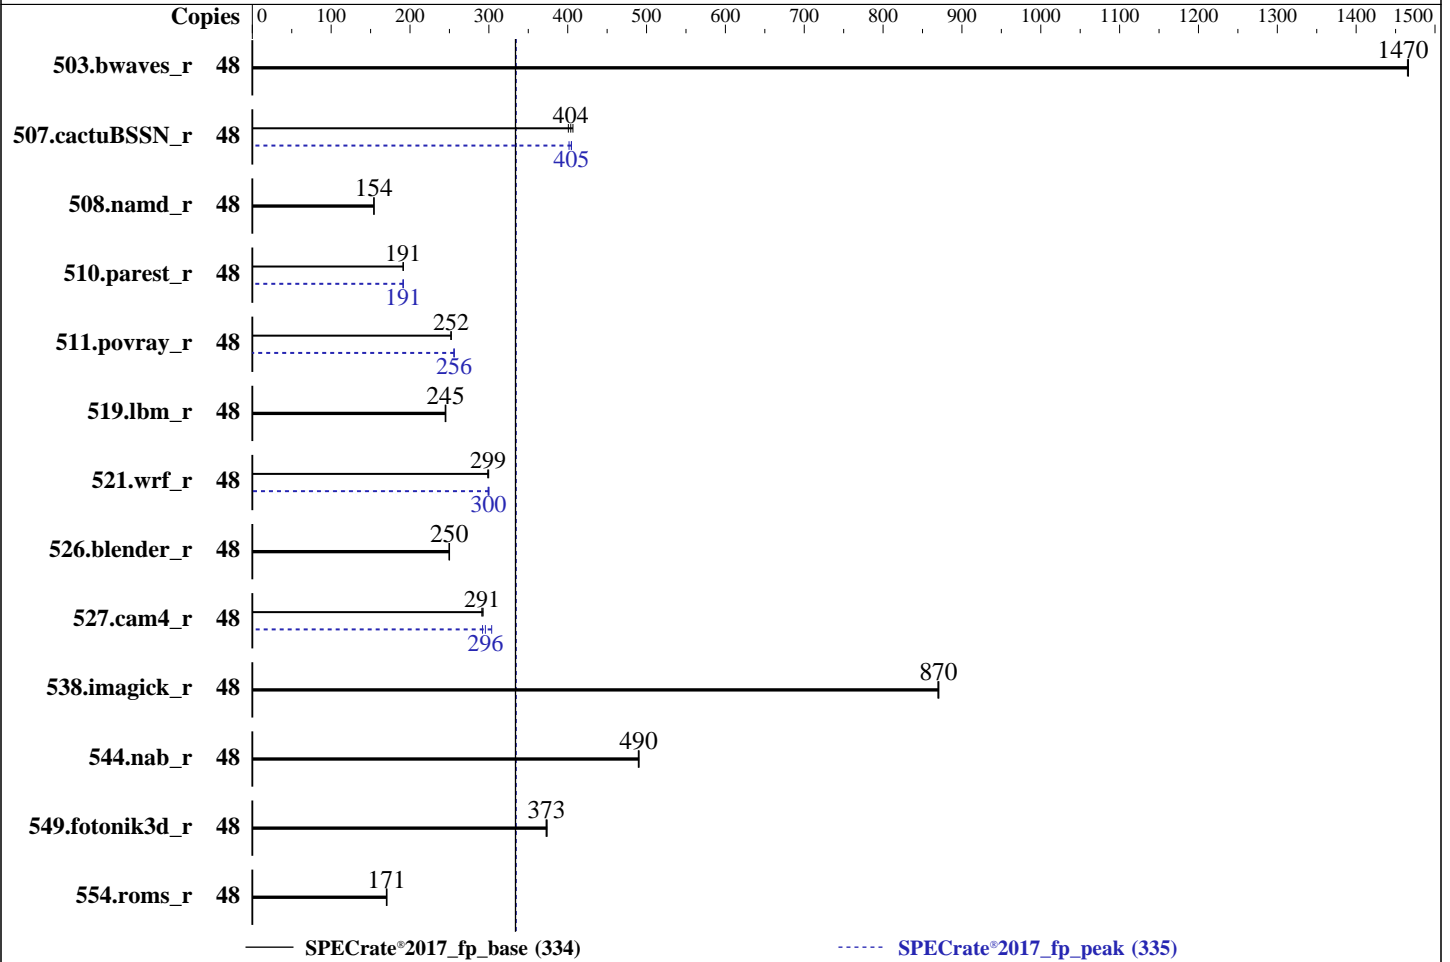 Copies 0 100 200 300 400 500 600 700 800 900 1000 1100 1200 1300 1400 1500
503.bwaves_r 48 1470
507.cactuBSSN_r 48 404
405
508.namd_r 48 154
510.parest_r 48 191
191
511.povray_r 48 252
256
519.lbm_r 48 245
521.wrf_r 48 299
300
526.blender_r 48 250
527.cam4_r 48 291
296
538.imagick_r 48 870
544.nab_r 48 490
549.fotonik3d_r 48 373
554.roms_r 48 171
SPECrate®2017_fp_base (334) SPECrate®2017_fp_peak (335)